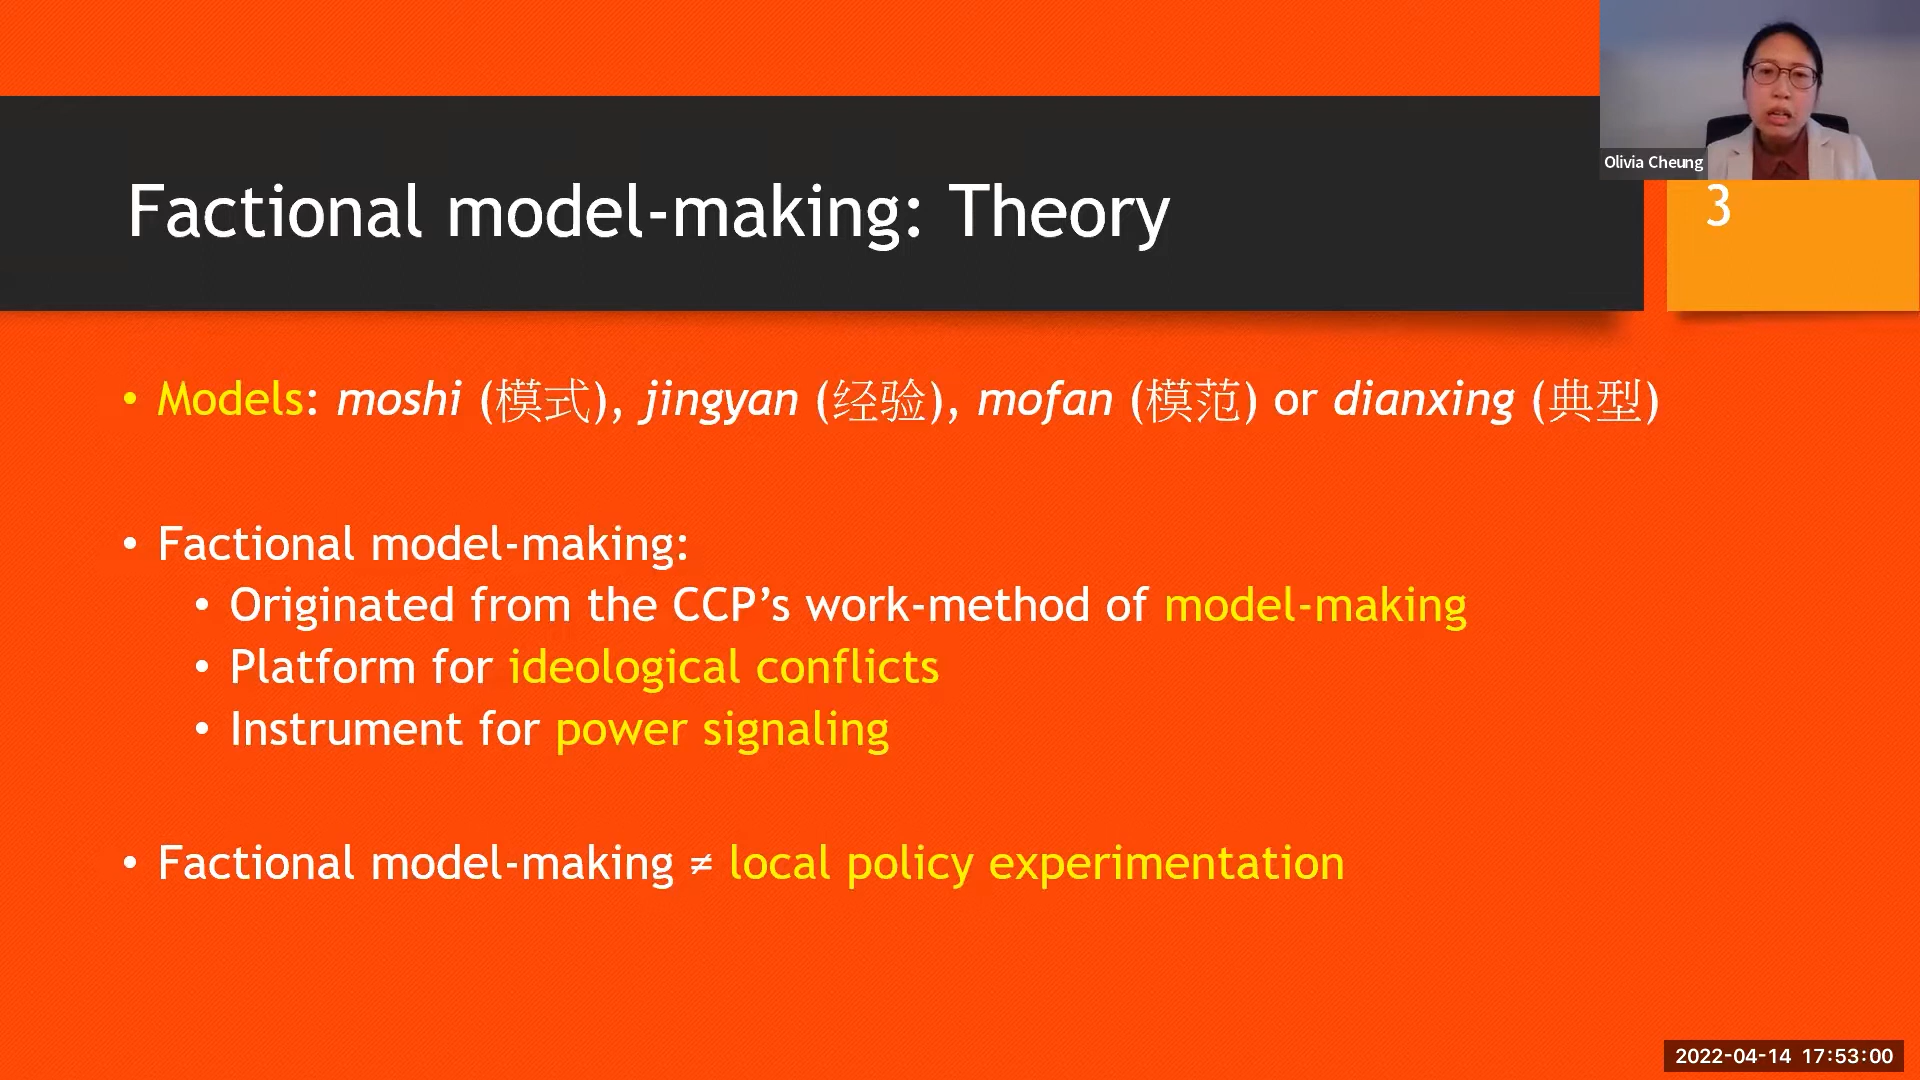 Olivia Cheung
Factional model-making: Theory
3
• Models: moshi (模式), jingyan (经验), mofan (模范) or dianxing (典型)
• Factional model-making:
• Originated from the CCP’s work-method of model-making
• Platform for ideological conflicts
• Instrument for power signaling
• Factional model-making ≠ local policy experimentation
2022-04-14 17:53:00